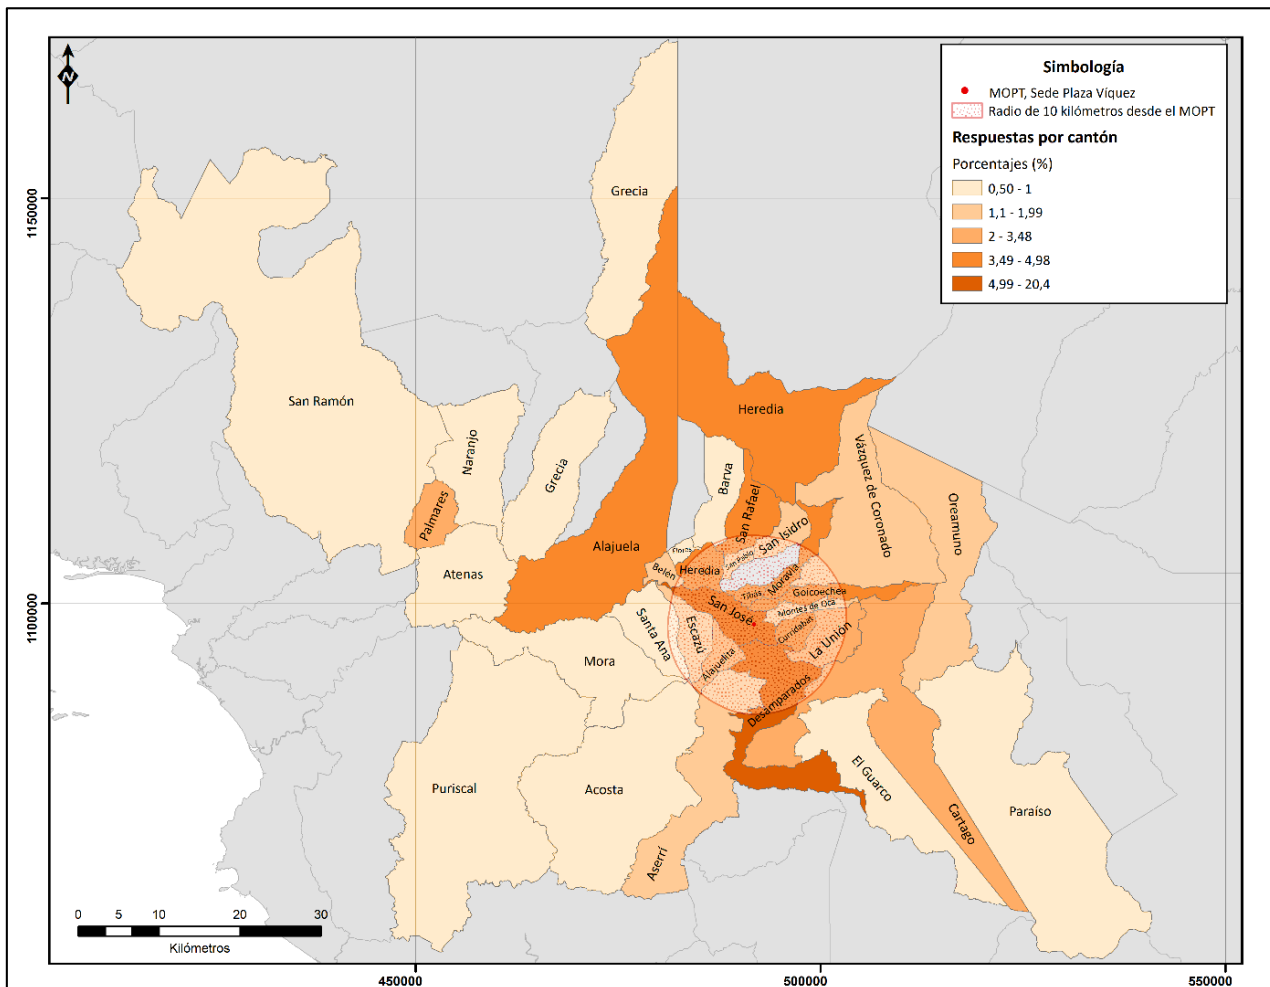 N
Simbología
MOPT, Sede Plaza Víquez
Radio de 10 kilómetros desde el MOPT
Respuestas por cantón
Porcentajes (%)
0,50 - 1
1,1 - 1,99
2 - 3,48
3,49 - 4,98
4,99 - 20,4
1150000
1100000
Grecia
San Ramón
Naranjo
Grecia
Palmares
Atenas
Alajuela
Heredia
Barva
San Rafael
San Isidro
Vázquez de Coronado
Oreamuno
Flores
San Pablo
Belén
Heredia
Moravia
Tibás
Goicoechea
San José
Montes de Oca
Curridabat
La Unión
Santa Ana
Escazú
Alajuelita
Mora
Desamparados
Puriscal
Acosta
Aserrí
El Guarco
Cartago
Paraíso
0 5 10 20 30
Kilómetros
450000 500000 550000